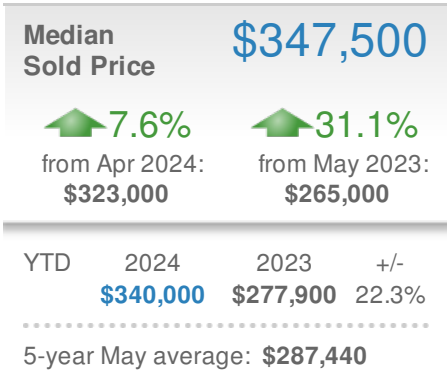 Median
Sold Price
$347,500
7.6%
31.1%
from Apr 2024:
from May 2023:
$323,000
$265,000
YTD 2024 2023 +/-
$340,000 $277,900 22.3%
5-year May average: $287,440